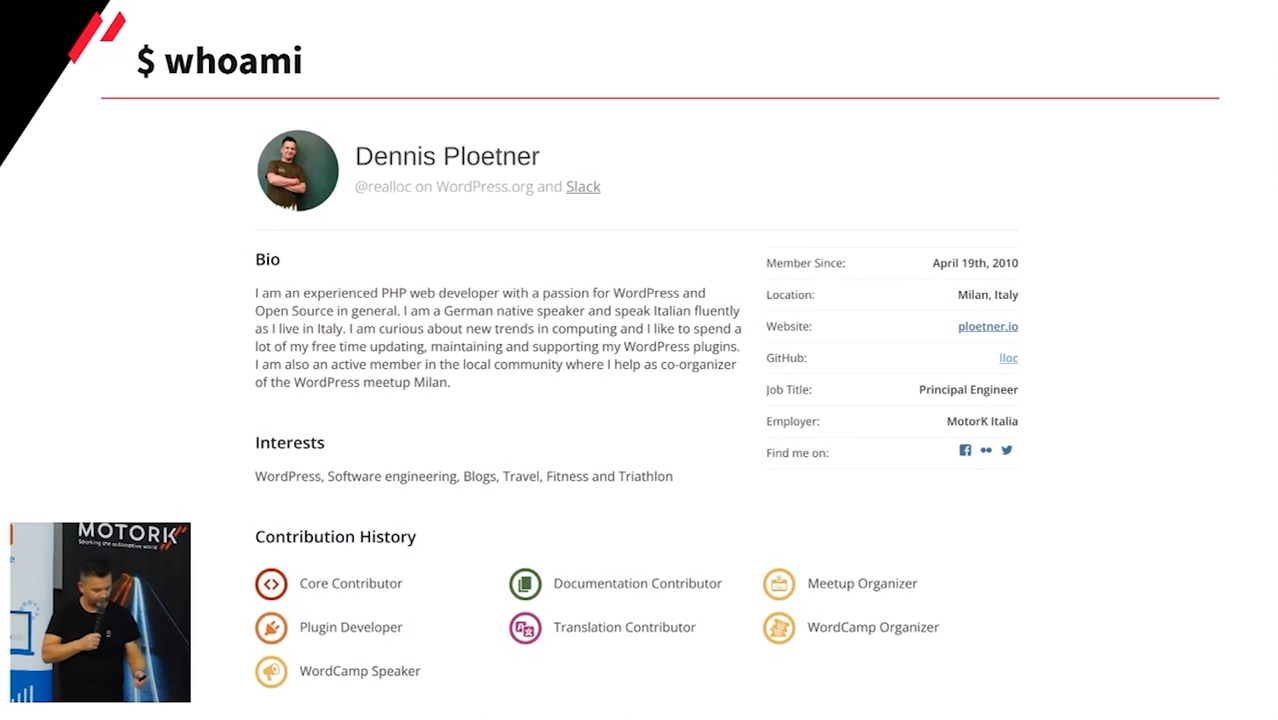 $ whoami
Dennis Ploetner
@realloc on WordPress.org and Slack
Bio
I am an experienced PHP web developer with a passion for WordPress and
Open Source in general. I am a German native speaker and speak Italian fluently
as I live in Italy. I am curious about new trends in computing and I like to spend a
lot of my free time updating, maintaining and supporting my WordPress plugins.
I am also an active member in the local community where I help as co-organizer
of the WordPress meetup Milan.
Member Since: April 19th, 2010
Location: Milan, Italy
Website: ploetner.io
GitHub: lloc
Job Title: Principal Engineer
Employer: MotorK Italia
Find me on:
Interests
WordPress, Software engineering, Blogs, Travel, Fitness and Triathlon
Contribution History
Core Contributor
Documentation Contributor
Meetup Organizer
Plugin Developer
Translation Contributor
WordCamp Organizer
WordCamp Speaker
MOTORK
Sparking the automotive world